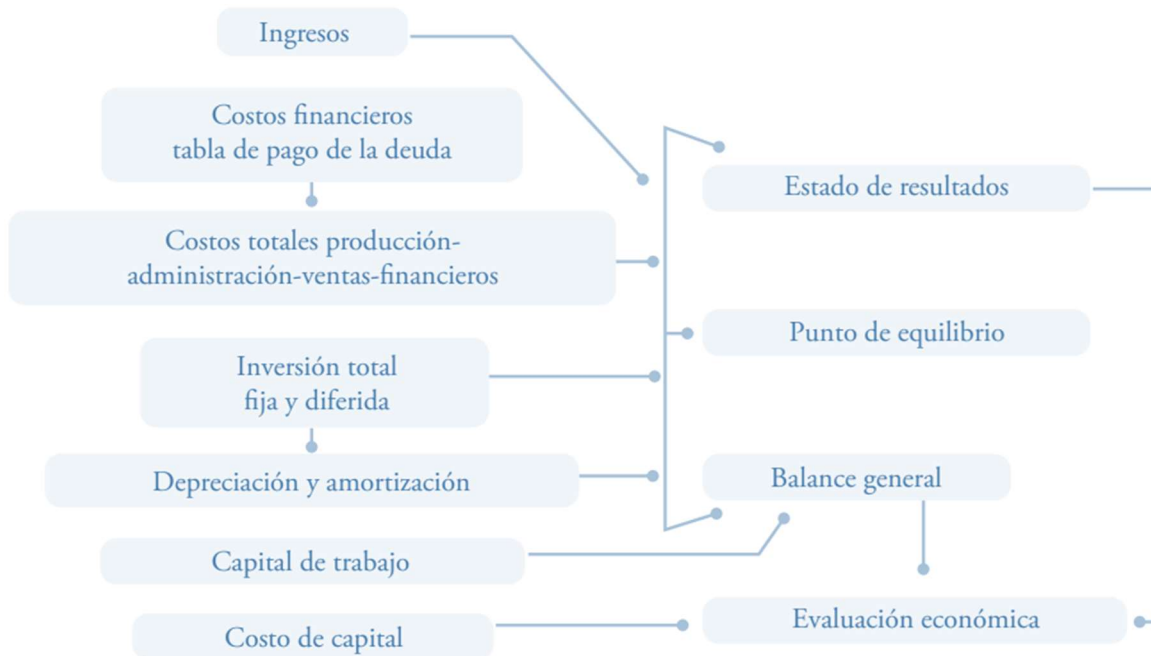 Ingresos
Costos financieros
tabla de pago de la deuda
Costos totales producción-
administración-ventas-financieros
Inversión total
fija y diferida
Depreciación y amortización
Capital de trabajo
Costo de capital
Estado de resultados
Punto de equilibrio
Balance general
Evaluación económica